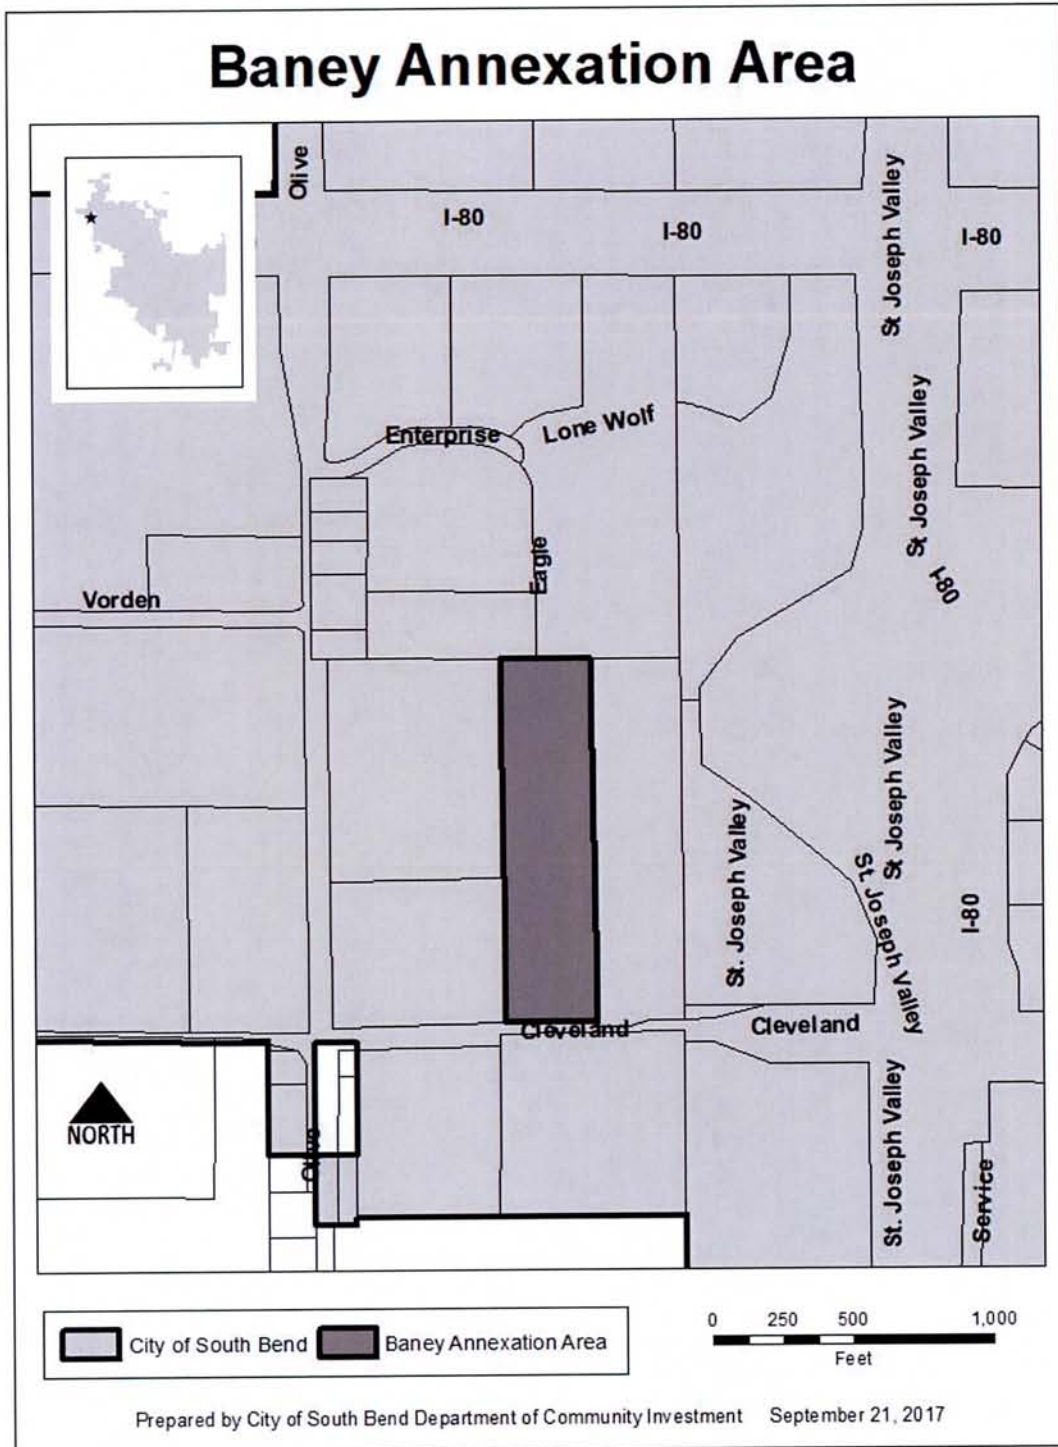 Baney Annexation Area
Olive
St Joseph Valley
I-80
I-80
I-80
St Joseph Valley
Enterprise
Lone Wolf
Eagle
I-80
Vorden
St Joseph Valley
St. Joseph Valley
St. Joseph Valley
I-80
Cleveland
Cleveland
NORTH
Olive
St. Joseph Valley
Service
City of South Bend
Baney Annexation Area
0 250 500 1,000
Feet
Prepared by City of South Bend Department of Community Investment September 21, 2017